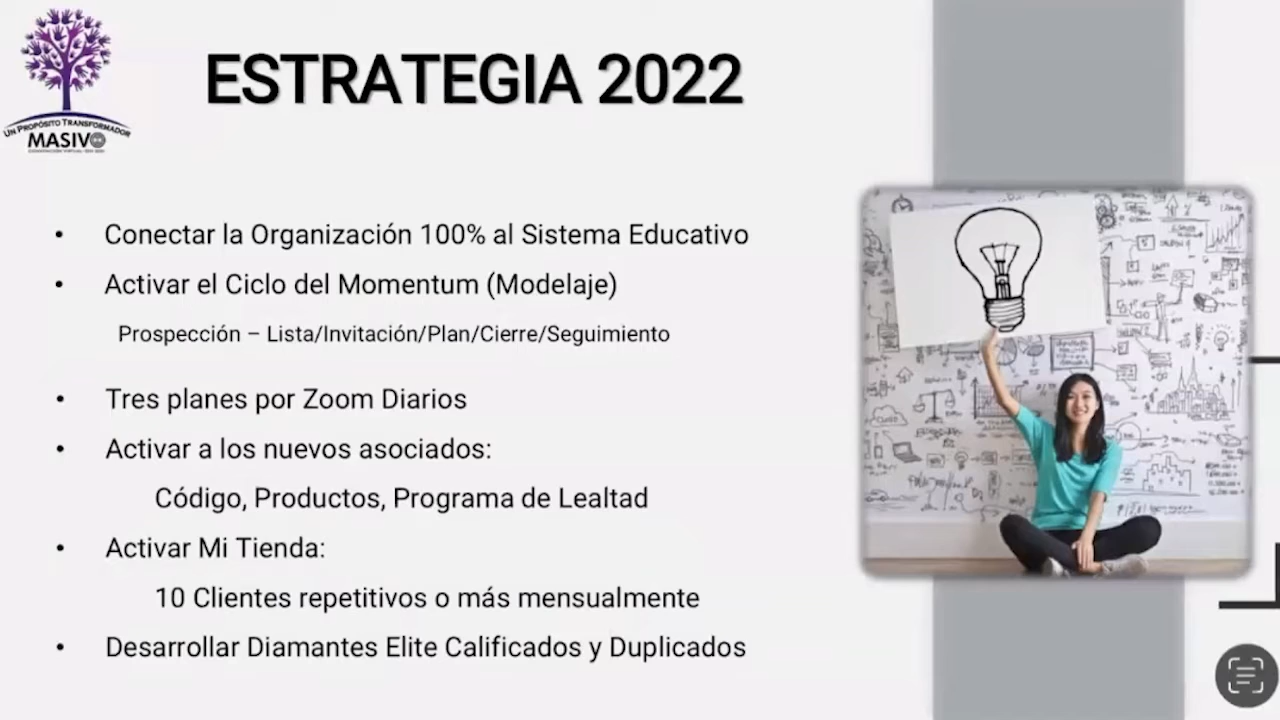 UN PROPÓSITO TRANSFORMADOR
MASIVO
ESTRATEGIA 2022
• Conectar la Organización 100% al Sistema Educativo
• Activar el Ciclo del Momentum (Modelaje)
Prospección – Lista/Invitación/Plan/Cierre/Seguimiento
• Tres planes por Zoom Diarios
• Activar a los nuevos asociados:
Código, Productos, Programa de Lealtad
• Activar Mi Tienda:
10 Clientes repetitivos o más mensualmente
• Desarrollar Diamantes Elite Calificados y Duplicados